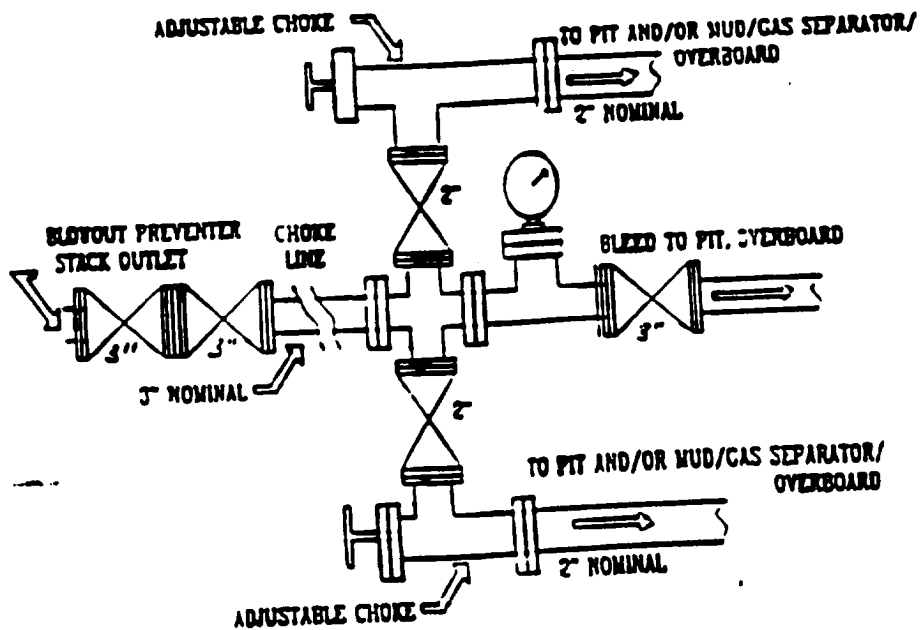 ADJUSTABLE CHOKE
TO PIT AND/OR MUD/GAS SEPARATOR/
OVERBOARD
2" NOMINAL
2"
BLOWOUT PREVENTER
STACK OUTLET
CHOKE
LINE
BLEED TO PIT, OVERBOARD
3"
3"
3"
3" NOMINAL
2"
TO PIT AND/OR MUD/GAS SEPARATOR/
OVERBOARD
2" NOMINAL
ADJUSTABLE CHOKE